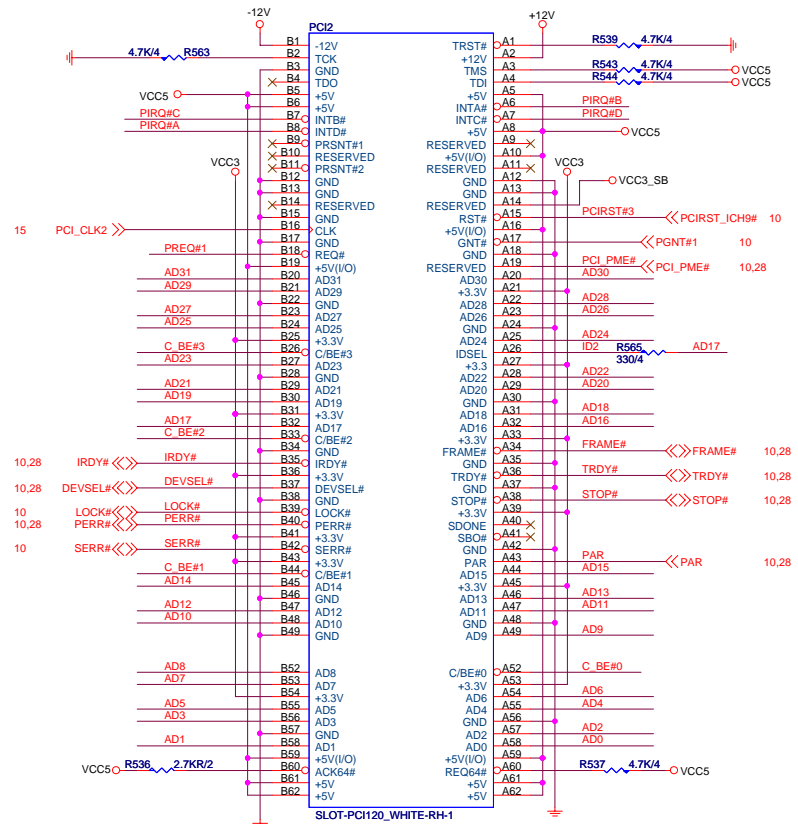 -12V +12V
PCI2
B1 -12V TRST# A1 R539 4.7K/4
4.7K/4 R563 B2 TCK +12V A2
B3 GND TMS A3 R543 4.7K/4 VCC5
B4 TDO TDI A4 R544 4.7K/4 VCC5
VCC5 B5 +5V +5V A5
B6 +5V INTA# A6 PIRQ#B
PIRQ#C B7 INTB# INTC# A7 PIRQ#D
PIRQ#A B8 INTD# +5V A8 VCC5
B9 PRSNT#1 RESERVED A9
B10 RESERVED +5V(I/O) A10
VCC3 B11 PRSNT#2 RESERVED A11 VCC3
B12 GND GND A12
B13 GND GND A13 VCC3_SB
B14 RESERVED RESERVED A14
B15 GND RST# A15 PCIRST#3 PCIRST_ICH9# 10
15 PCI_CLK2 B16 CLK +5V(I/O) A16
B17 GND GNT# A17 PGNT#1 10
PREQ#1 B18 REQ# GND A18
B19 +5V(I/O) RESERVED A19 PCI_PME# PCI_PME# 10,28
AD31 B20 AD31 AD30 A20 AD30
AD29 B21 AD29 +3.3V A21
B22 GND AD28 A22 AD28
AD27 B23 AD27 AD26 A23 AD26
AD25 B24 AD25 GND A24
B25 +3.3V AD24 A25 AD24
C_BE#3 B26 C/BE#3 IDSEL A26 ID2 R565 330/4 AD17
AD23 B27 AD23 +3.3 A27
B28 GND AD22 A28 AD22
AD21 B29 AD21 AD20 A29 AD20
AD19 B30 AD19 GND A30
B31 +3.3V AD18 A31 AD18
AD17 B32 AD17 AD16 A32 AD16
C_BE#2 B33 C/BE#2 +3.3V A33
B34 GND FRAME# A34 FRAME# FRAME# 10,28
10,28 IRDY# IRDY# B35 IRDY# GND A35
B36 +3.3V TRDY# A36 TRDY# TRDY# 10,28
10,28 DEVSEL# DEVSEL# B37 DEVSEL# GND A37
B38 GND STOP# A38 STOP# STOP# 10,28
10 LOCK# LOCK# B39 LOCK# +3.3V A39
10,28 PERR# PERR# B40 PERR# SDONE A40
B41 +3.3V SBO# A41
10 SERR# SERR# B42 SERR# GND A42
B43 +3.3V PAR A43 PAR PAR 10,28
C_BE#1 B44 C/BE#1 AD15 A44 AD15
AD14 B45 AD14 +3.3V A45
B46 GND AD13 A46 AD13
AD12 B47 AD12 AD11 A47 AD11
AD10 B48 AD10 GND A48
B49 GND AD9 A49 AD9
AD8 B52 AD8 C/BE#0 A52 C_BE#0
AD7 B53 AD7 +3.3V A53
B54 +3.3V AD6 A54 AD6
AD5 B55 AD5 AD4 A55 AD4
AD3 B56 AD3 GND A56
B57 GND AD2 A57 AD2
AD1 B58 AD1 AD0 A58 AD0
B59 +5V(I/O) +5V(I/O) A59
VCC5 R536 2.7KR/2 B60 ACK64# REQ64# A60 R537 4.7K/4 VCC5
B61 +5V +5V A61
B62 +5V +5V A62
SLOT-PCI120_WHITE-RH-1